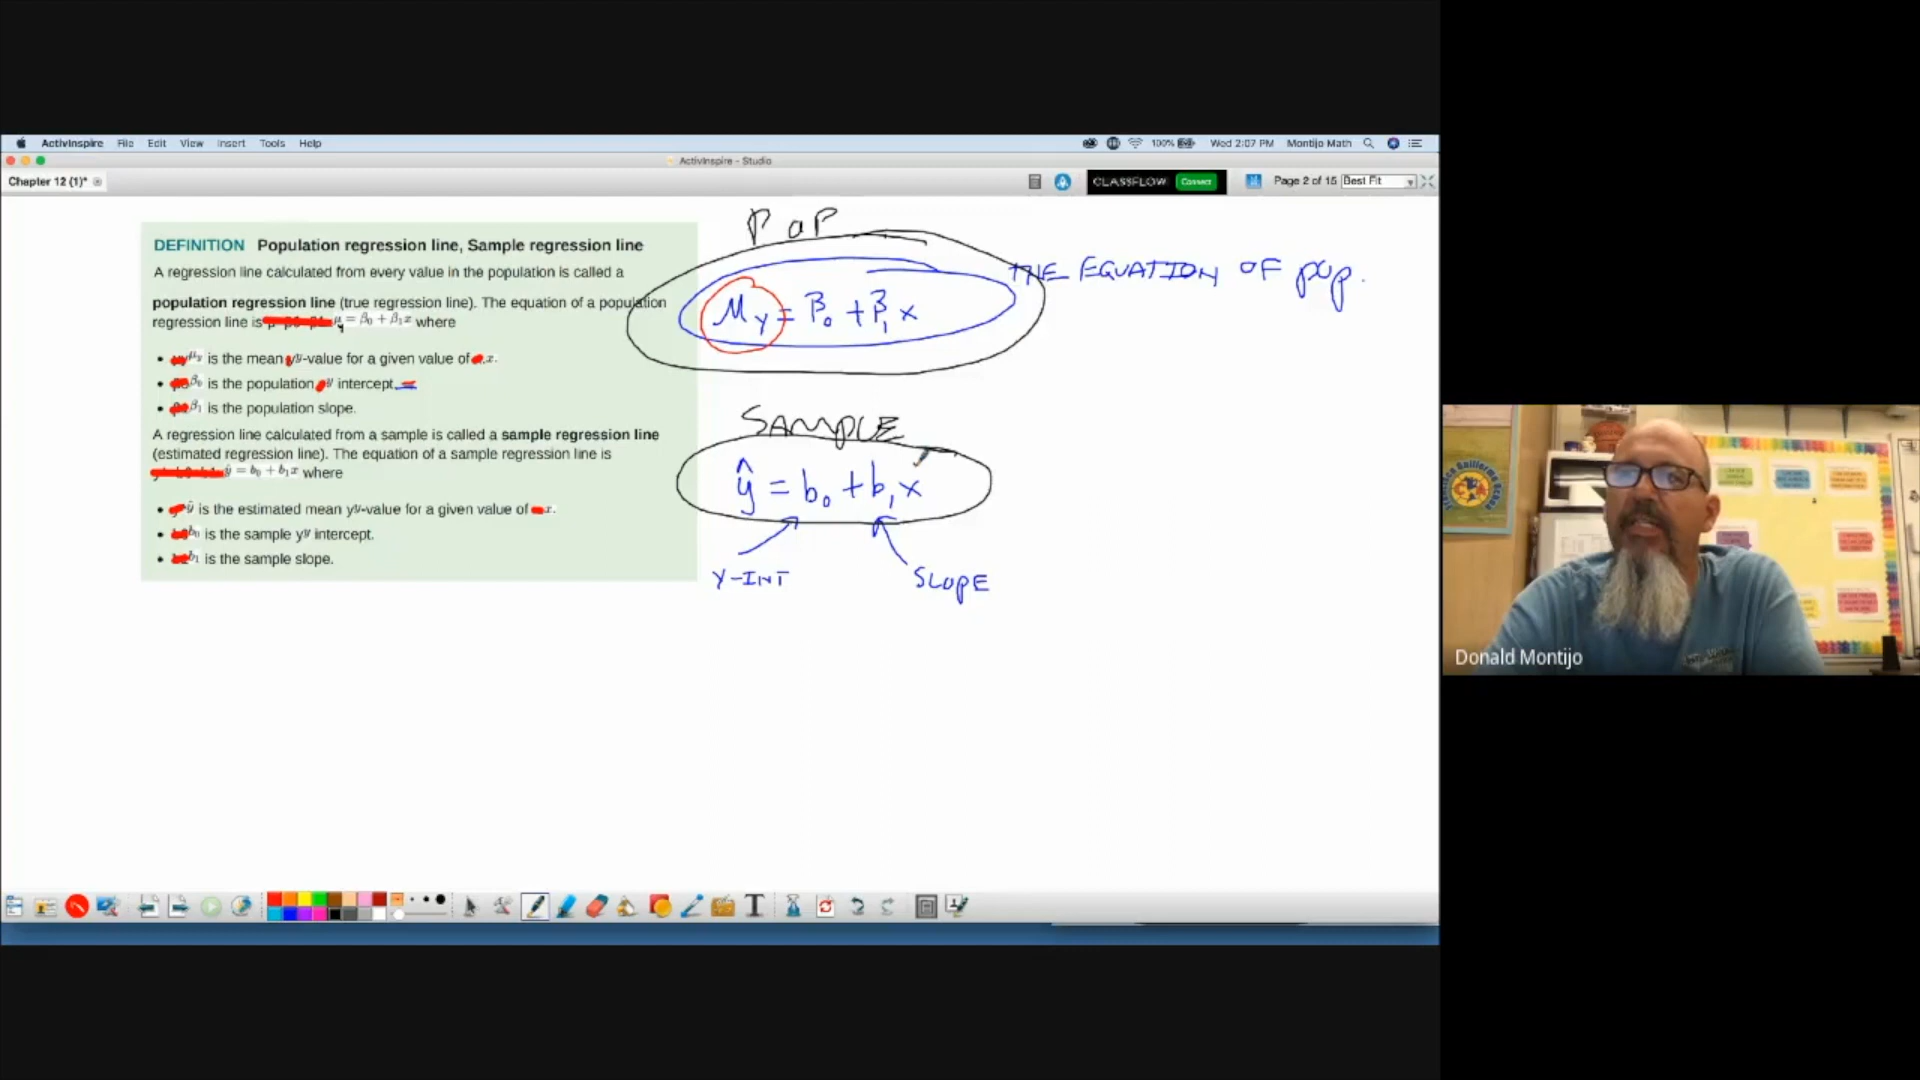 ActivInspire File Edit View Insert Tools Help 100% Wed 2:07 PM Montijo Math
ActivInspire - Studio
Chapter 12 (1)* CLASSFLOW Connect Page 2 of 15 Best Fit
DEFINITION Population regression line, Sample regression line
A regression line calculated from every value in the population is called a
population regression line (true regression line). The equation of a population
regression line is μy = β₀ + β₁x where
• μy is the mean y-value for a given value of x.
• β₀ is the population y intercept
• β₁ is the population slope.
A regression line calculated from a sample is called a sample regression line
(estimated regression line). The equation of a sample regression line is
ŷ = b₀ + b₁x where
• ŷ is the estimated mean yy-value for a given value of x.
• b₀ is the sample yy intercept.
• b₁ is the sample slope.
POP
μy = β₀ + β₁x
THE EQUATION OF pop.
SAMPLE
ŷ = b₀ + b₁x
Y-INT SLOPE
Donald Montijo
T